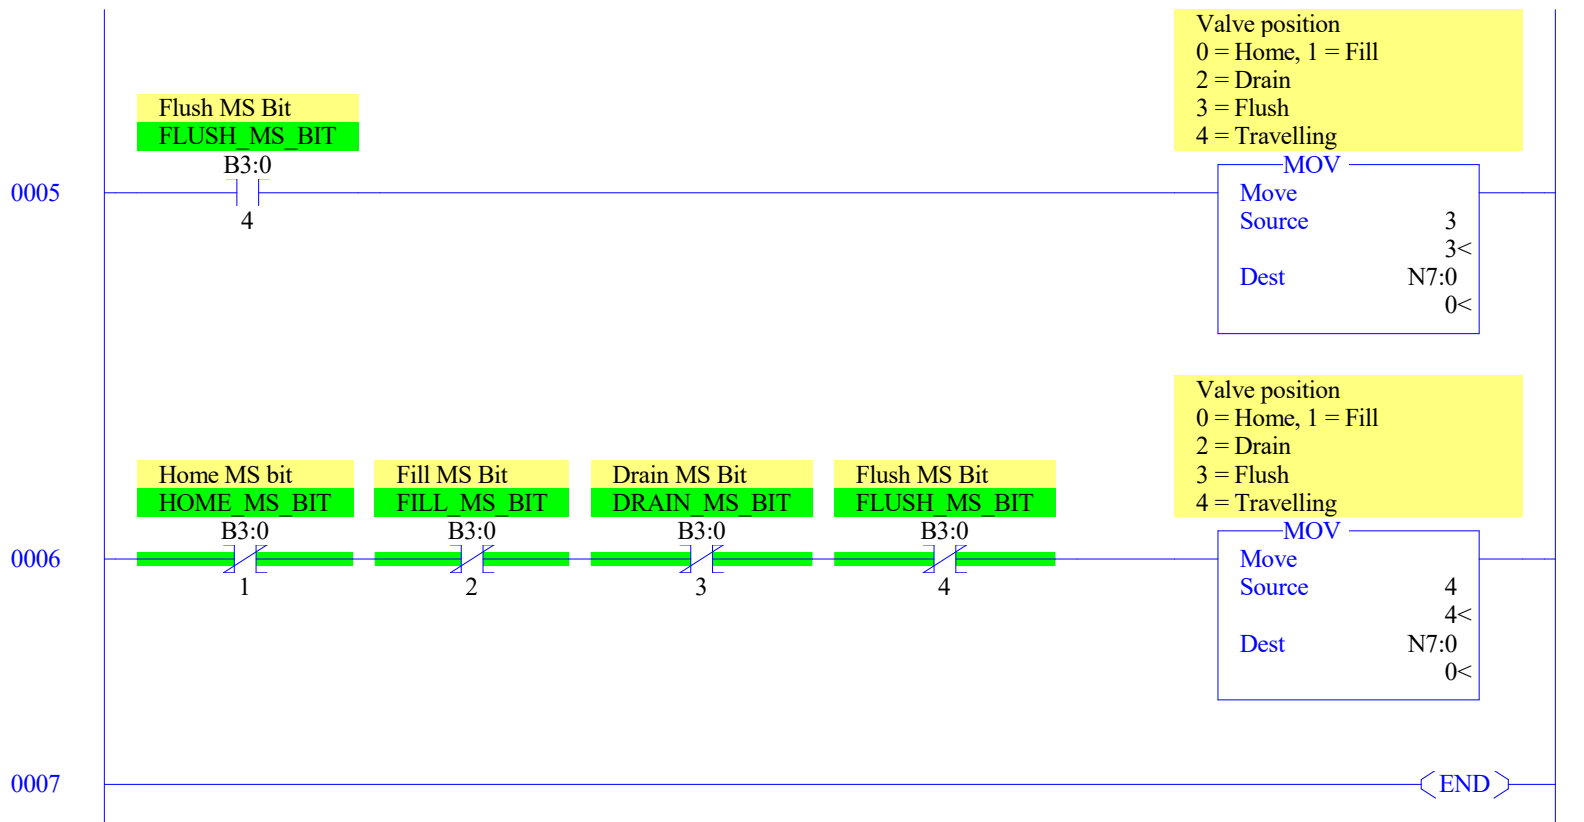 Valve position
0 = Home, 1 = Fill
2 = Drain
3 = Flush
4 = Travelling
Flush MS Bit
FLUSH_MS_BIT
B3:0
4
0005
MOV
Move
Source 3
3<
Dest N7:0
0<
Valve position
0 = Home, 1 = Fill
2 = Drain
3 = Flush
4 = Travelling
Home MS bit
HOME_MS_BIT
B3:0
1
Fill MS Bit
FILL_MS_BIT
B3:0
2
Drain MS Bit
DRAIN_MS_BIT
B3:0
3
Flush MS Bit
FLUSH_MS_BIT
B3:0
4
0006
MOV
Move
Source 4
4<
Dest N7:0
0<
0007
END